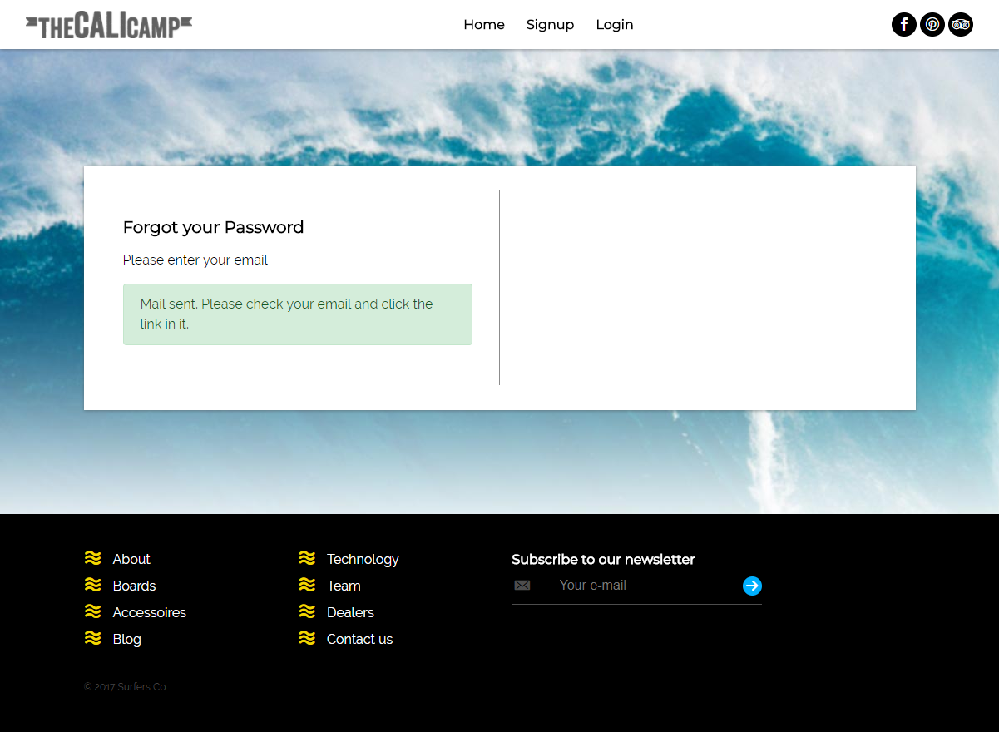 THECALICAMP
Home Signup Login
Forgot your Password
Please enter your email
Mail sent. Please check your email and click the
link in it.
About
Boards
Accessoires
Blog
Technology
Team
Dealers
Contact us
Subscribe to our newsletter
Your e-mail
© 2017 Surfers Co.